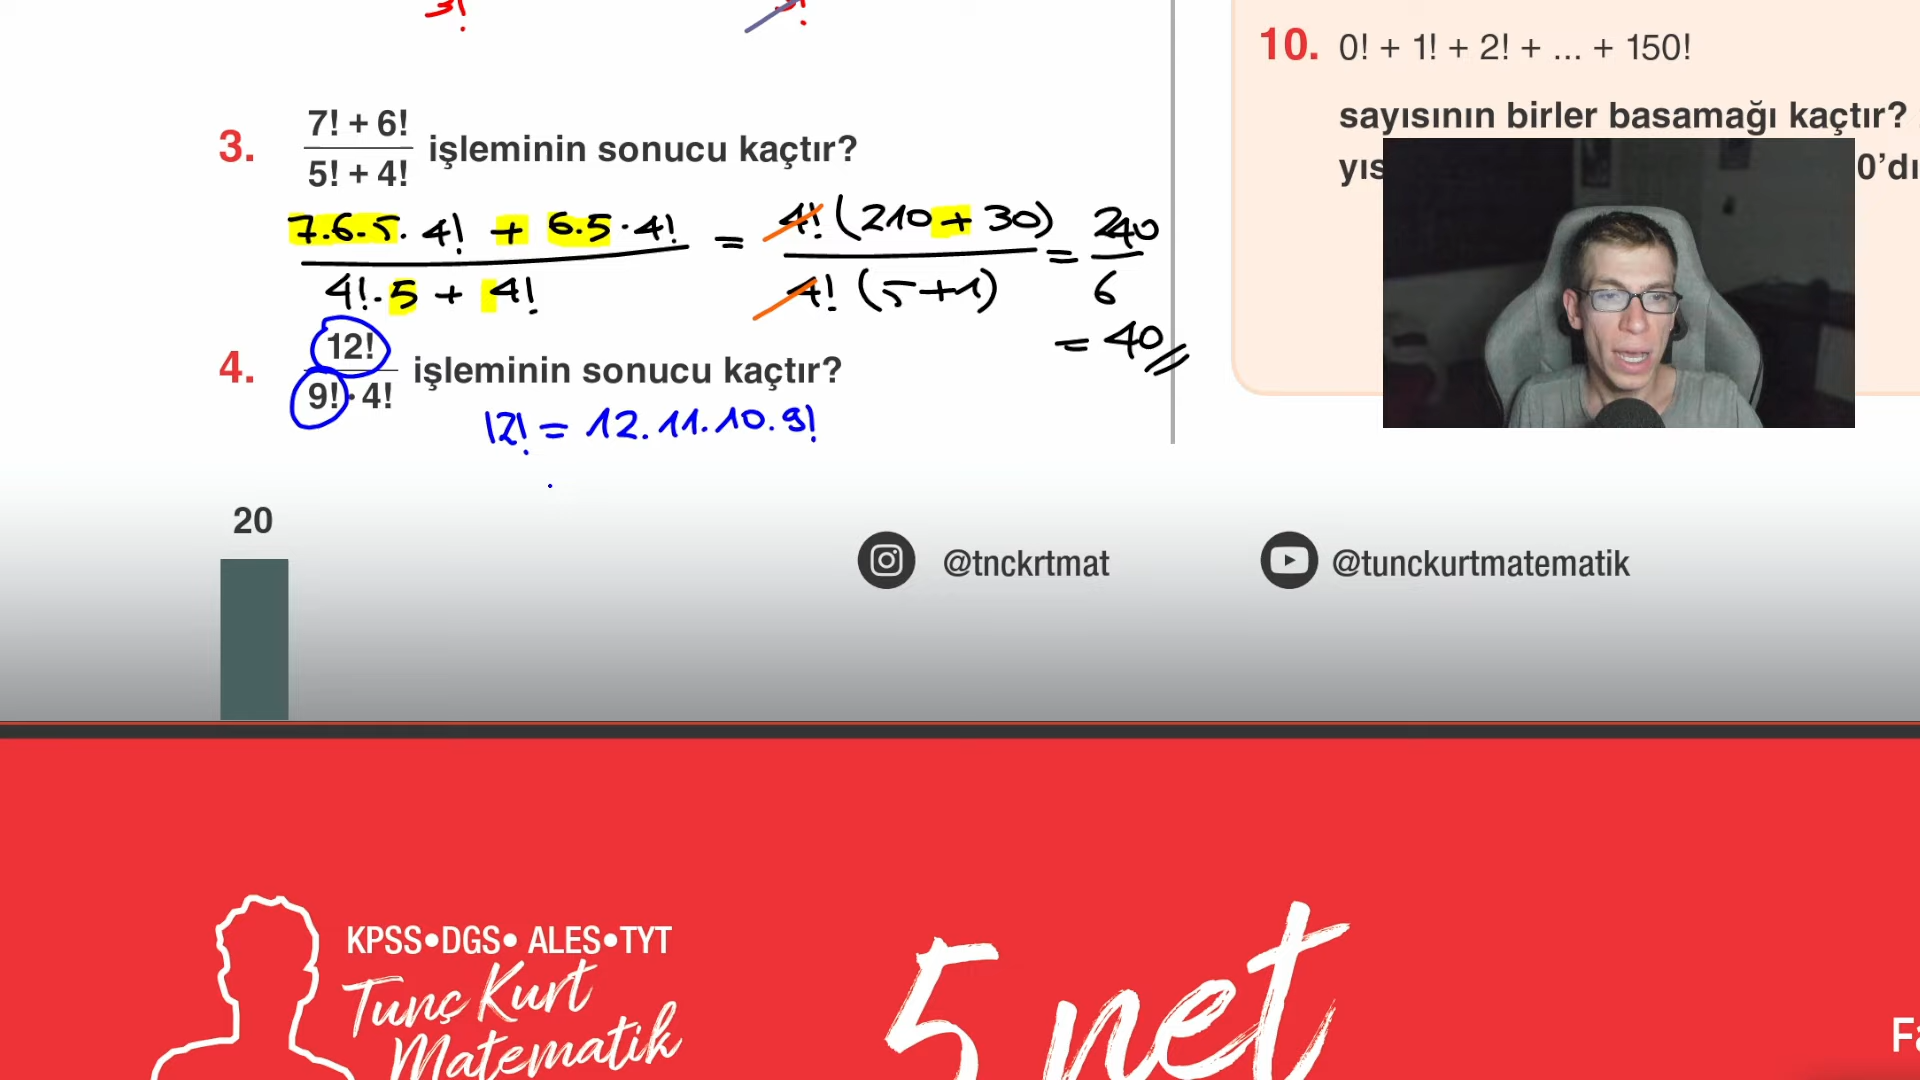 3!
3!
3. 7! + 6! / 5! + 4! işleminin sonucu kaçtır?
7.6.5.4! + 6.5.4! / 4!.5 + 4! = 4!(210 + 30) / 4!(5+1) = 240 / 6
= 40
4. 12! / 9! · 4! işleminin sonucu kaçtır?
12! = 12.11.10.9!
20
@tnckrtmat
@tunckurtmatematik
10. 0! + 1! + 2! + ... + 150!
sayısının birler basamağı kaçtır?
KPSS•DGS• ALES•TYT
Tunç Kurt
Matematik
5 net